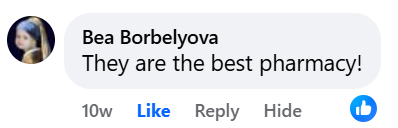 Bea Borbelyova
They are the best pharmacy!
10w Like Reply Hide